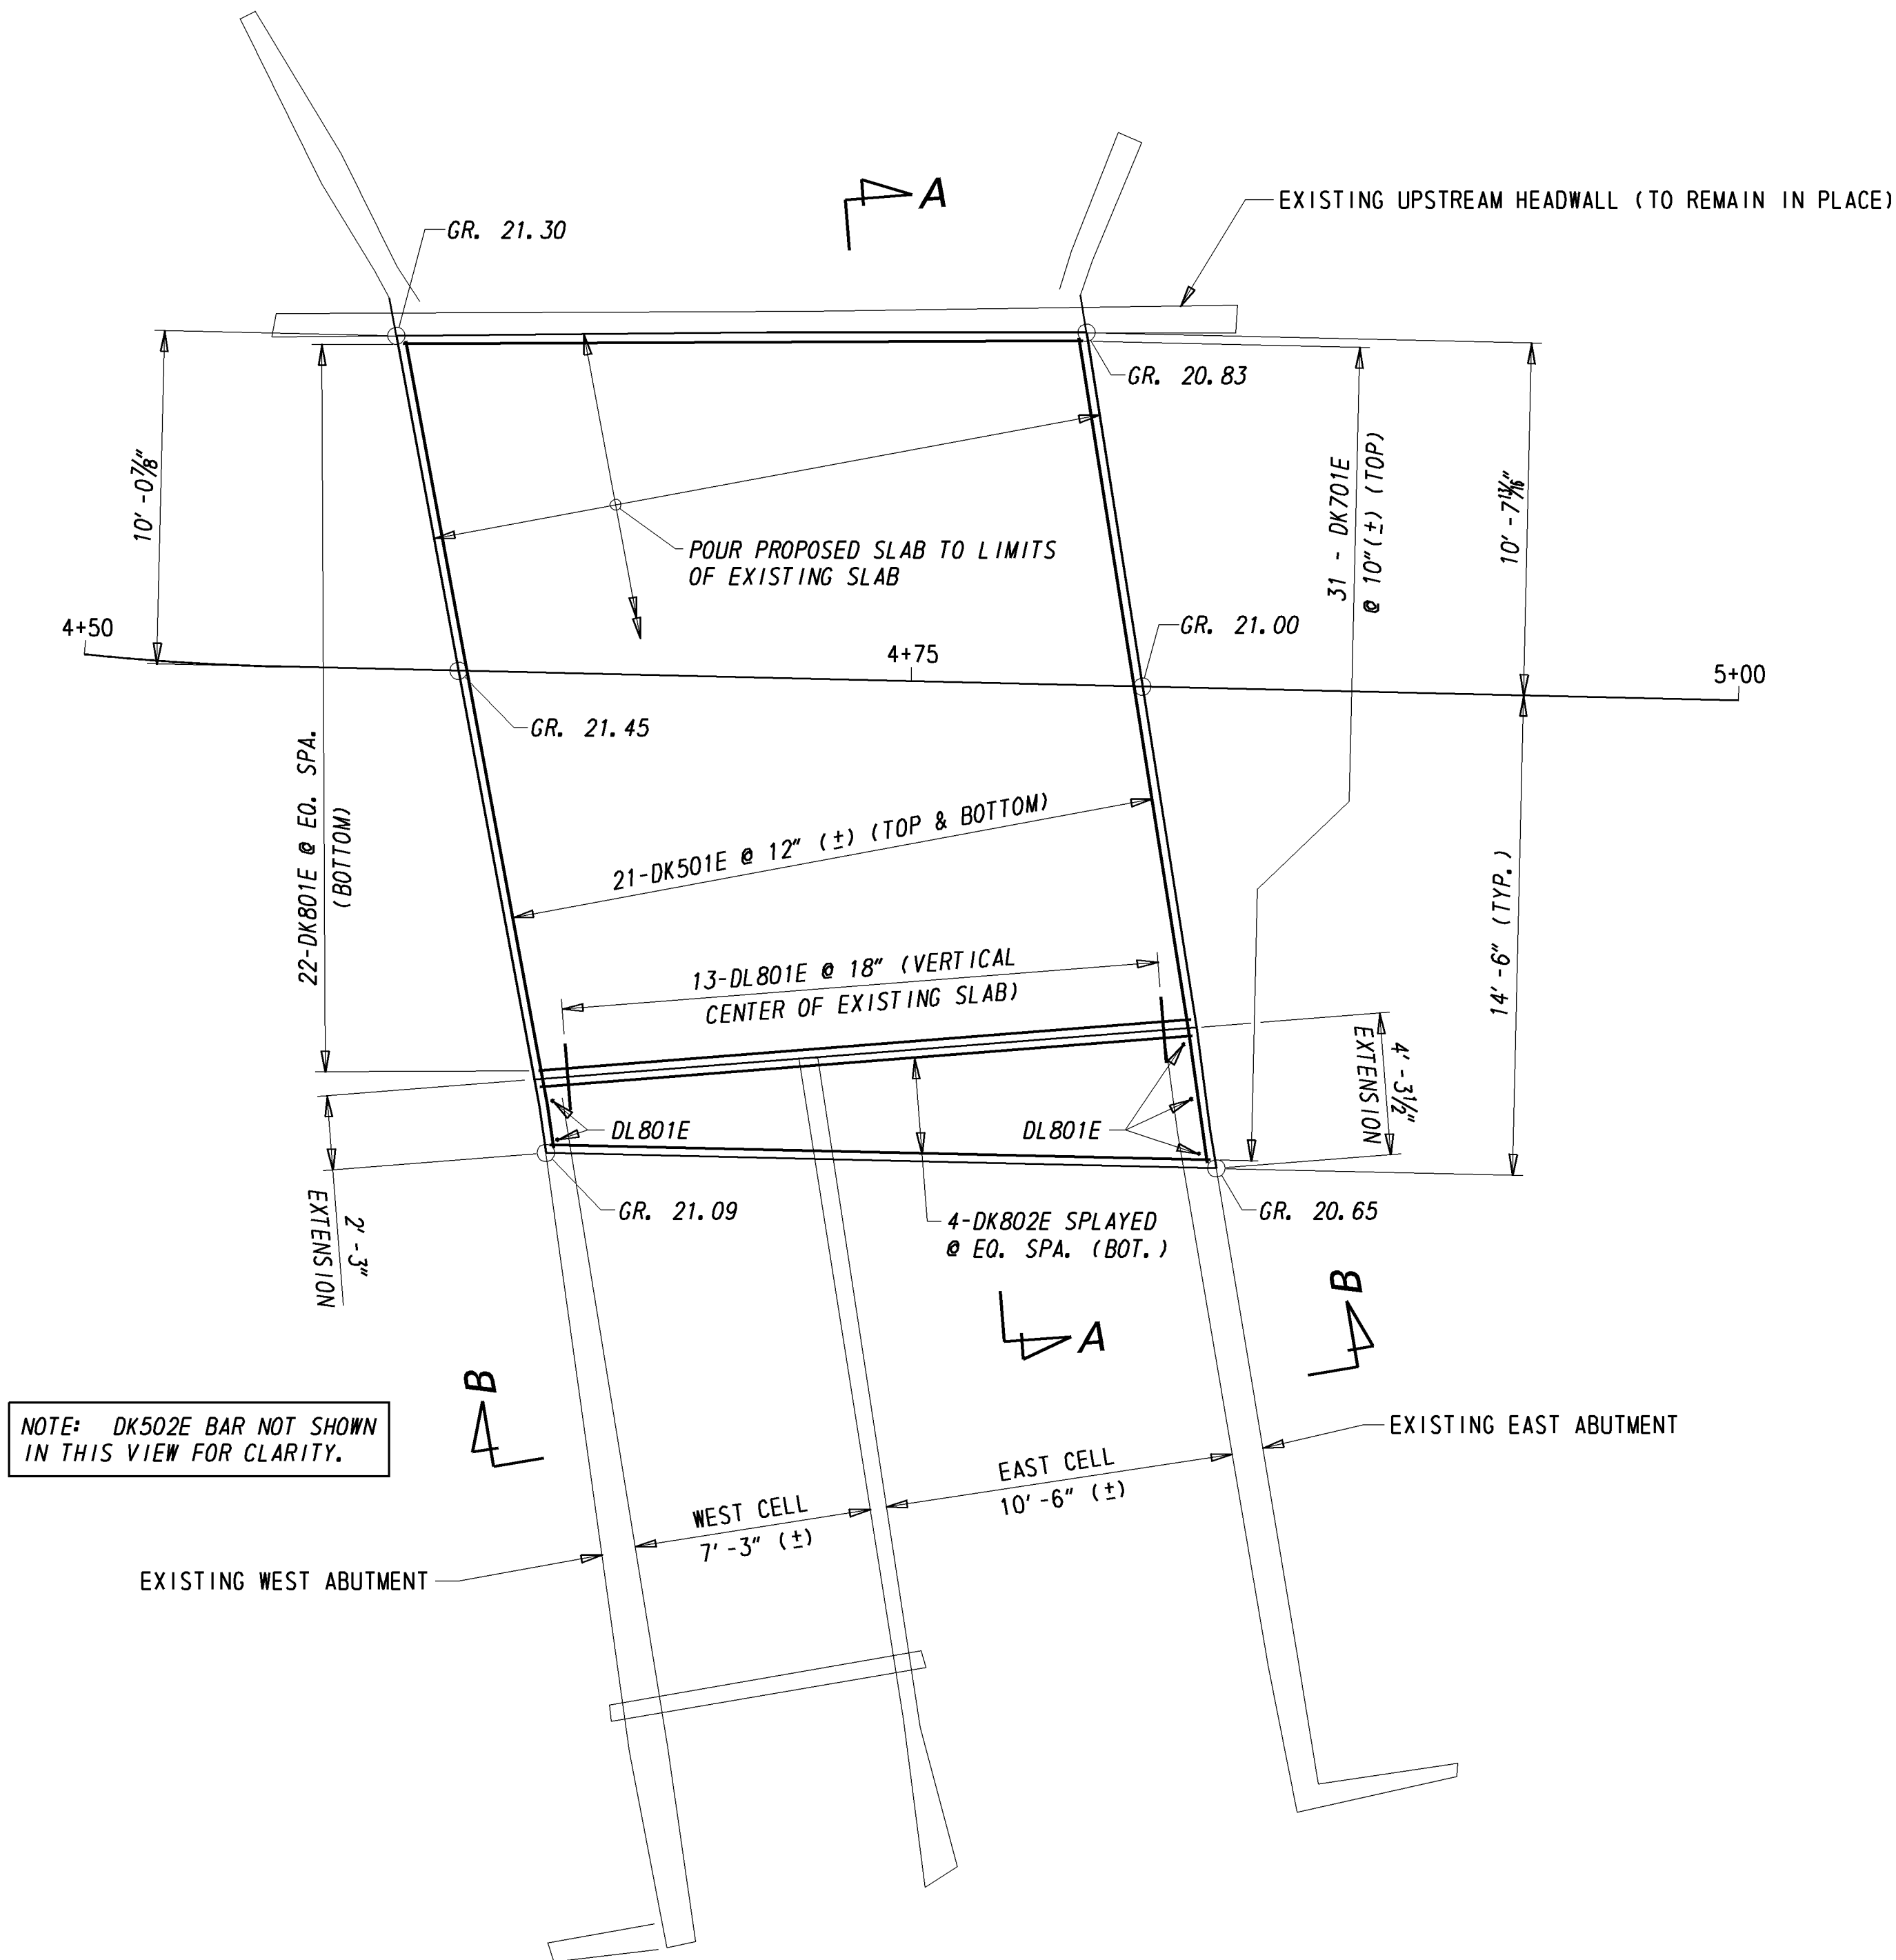 A
EXISTING UPSTREAM HEADWALL (TO REMAIN IN PLACE)
GR. 21.30
GR. 20.83
10'-0⅞"
31 - DK701E
@ 10"(±) (TOP)
10'-7¹³⁄₁₆"
POUR PROPOSED SLAB TO LIMITS
OF EXISTING SLAB
4+50
GR. 21.00
4+75
5+00
GR. 21.45
22-DK801E @ EQ. SPA.
(BOTTOM)
21-DK501E @ 12" (±) (TOP & BOTTOM)
14'-6" (TYP.)
13-DL801E @ 18" (VERTICAL
CENTER OF EXISTING SLAB)
4'-3½"
EXTENSION
DL801E
DL801E
GR. 21.09
GR. 20.65
2'-3"
EXTENSION
4-DK802E SPLAYED
@ EQ. SPA. (BOT.)
B
A
B
NOTE: DK502E BAR NOT SHOWN
IN THIS VIEW FOR CLARITY.
EXISTING EAST ABUTMENT
EAST CELL
10'-6" (±)
WEST CELL
7'-3" (±)
EXISTING WEST ABUTMENT